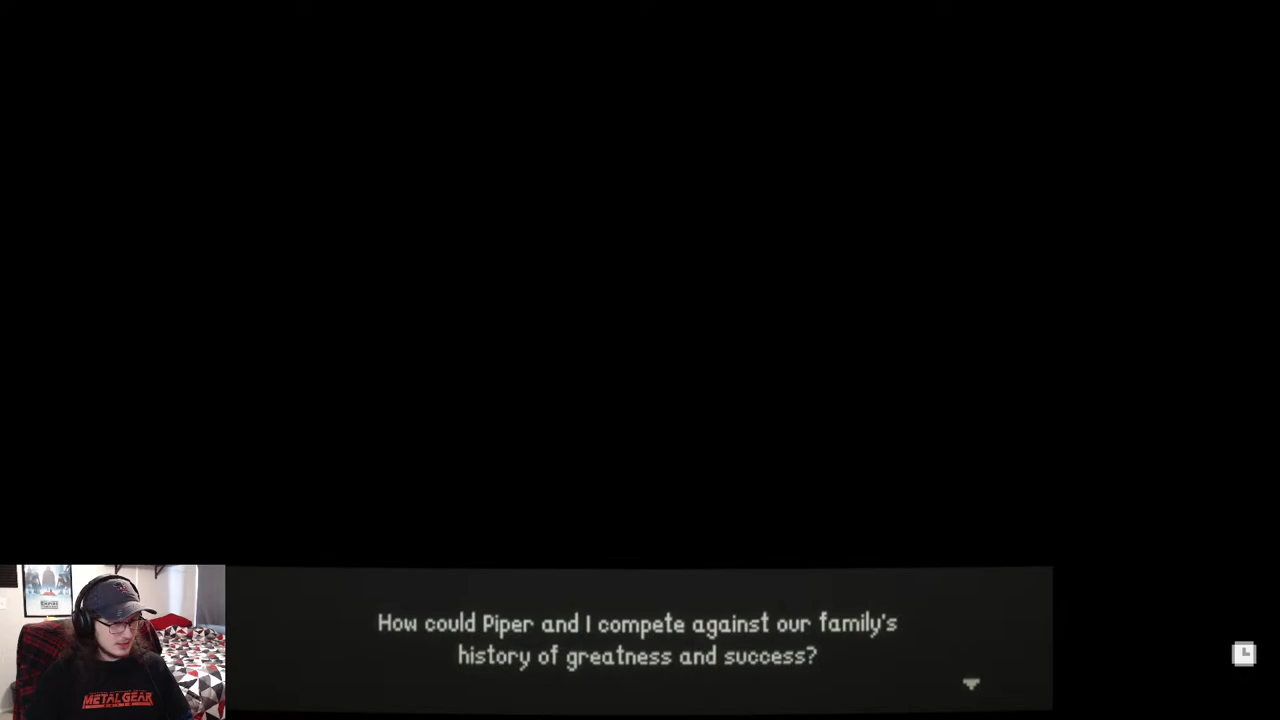 How could Piper and I compete against our family's
history of greatness and success?
METAL GEAR